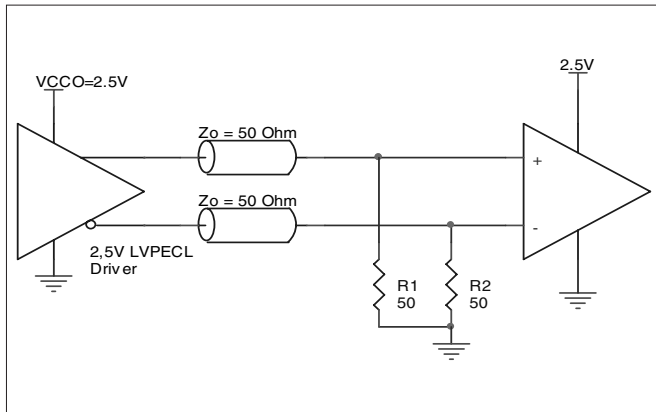 VCCO=2.5V
2.5V
Zo = 50 Ohm
+
Zo = 50 Ohm
-
2,5V LVPECL
Driver
R1
50
R2
50